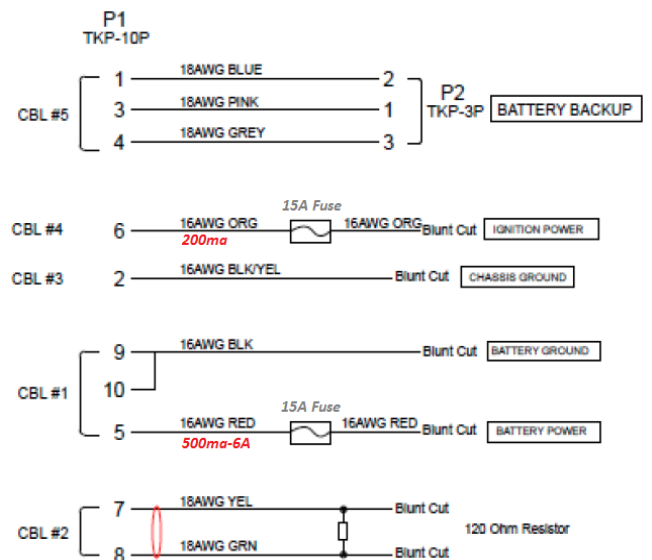 P1
TKP-10P
CBL #5
1 18AWG BLUE 2
3 18AWG PINK 1
4 18AWG GREY 3
P2
TKP-3P
BATTERY BACKUP
15A Fuse
CBL #4 6 16AWG ORG 16AWG ORG Blunt Cut IGNITION POWER
200ma
CBL #3 2 16AWG BLK/YEL Blunt Cut CHASSIS GROUND
9 16AWG BLK Blunt Cut BATTERY GROUND
CBL #1 10
15A Fuse
5 16AWG RED 16AWG RED Blunt Cut BATTERY POWER
500ma-6A
7 18AWG YEL Blunt Cut
CBL #2 120 Ohm Resistor
8 18AWG GRN Blunt Cut